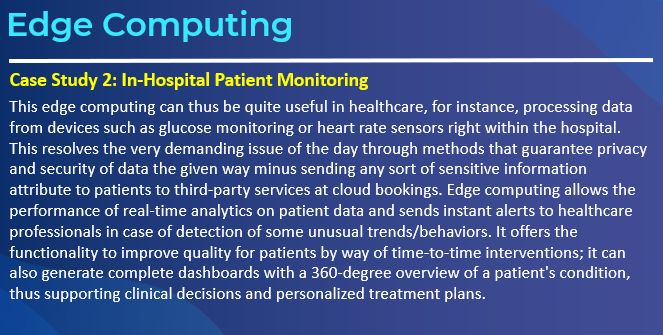 Edge Computing
Case Study 2: In-Hospital Patient Monitoring
This edge computing can thus be quite useful in healthcare, for instance, processing data
from devices such as glucose monitoring or heart rate sensors right within the hospital.
This resolves the very demanding issue of the day through methods that guarantee privacy
and security of data the given way minus sending any sort of sensitive information
attribute to patients to third-party services at cloud bookings. Edge computing allows the
performance of real-time analytics on patient data and sends instant alerts to healthcare
professionals in case of detection of some unusual trends/behaviors. It offers the
functionality to improve quality for patients by way of time-to-time interventions; it can
also generate complete dashboards with a 360-degree overview of a patient's condition,
thus supporting clinical decisions and personalized treatment plans.